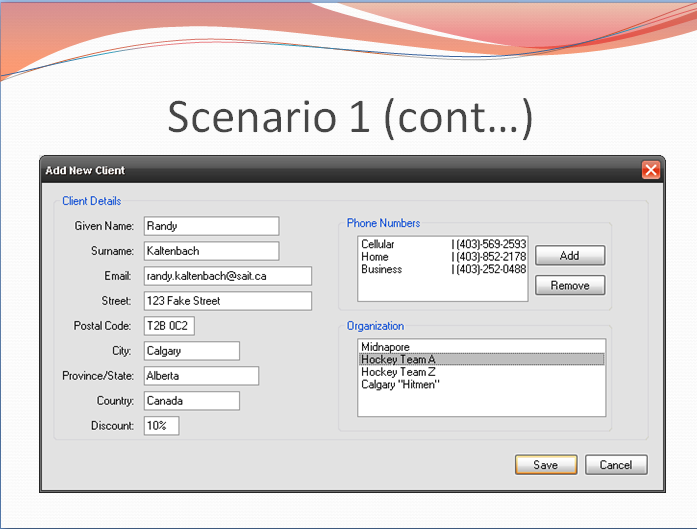 Scenario 1 (cont...)
Add New Client
Client Details
Given Name: Randy
Surname: Kaltenbach
Email: randy.kaltenbach@sait.ca
Street: 123 Fake Street
Postal Code: T2B 0C2
City: Calgary
Province/State: Alberta
Country: Canada
Discount: 10%
Phone Numbers
Cellular | (403)-569-2593
Home | (403)-852-2178
Business | (403)-252-0488
Add
Remove
Organization
Midnapore
Hockey Team A
Hockey Team Z
Calgary "Hitmen"
Save
Cancel